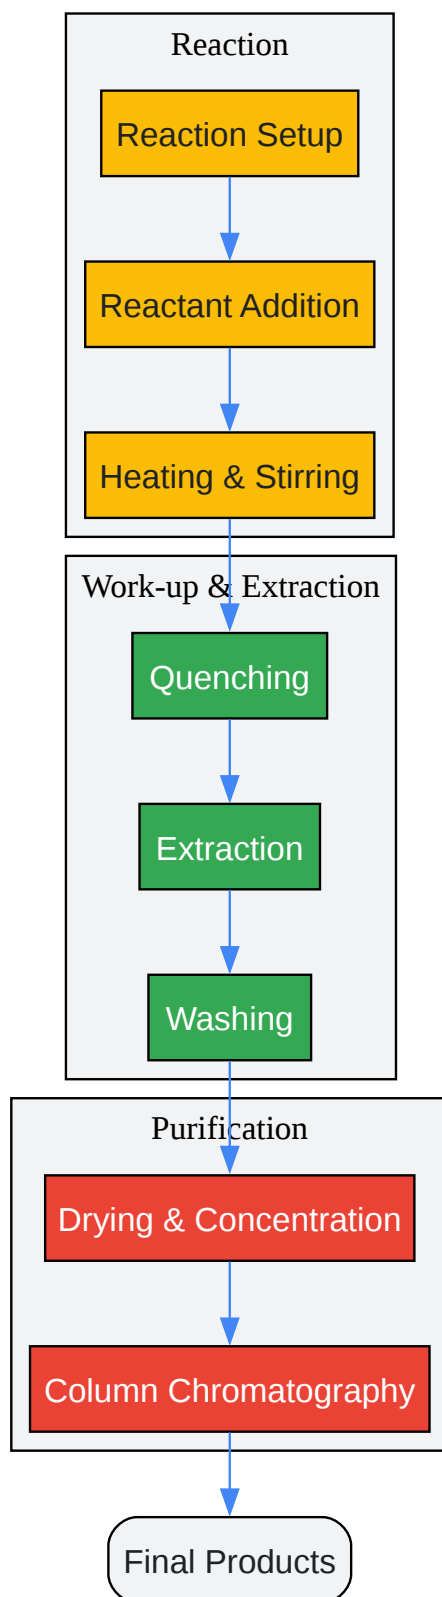 Reaction
Reaction Setup
Reactant Addition
Heating & Stirring
Work-up & Extraction
Quenching
Extraction
Washing
Purification
Drying & Concentration
Column Chromatography
Final Products